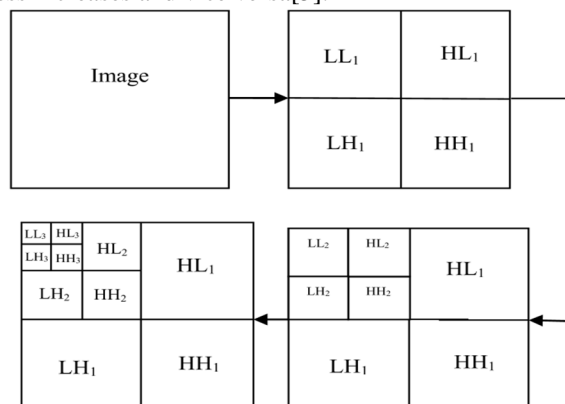 Image
LL₁ HL₁
LH₁ HH₁
LL₃ HL₃
LH₃ HH₃
HL₂
HL₁
LH₂ HH₂
LH₁ HH₁
LL₂ HL₂
HL₁
LH₂ HH₂
LH₁ HH₁